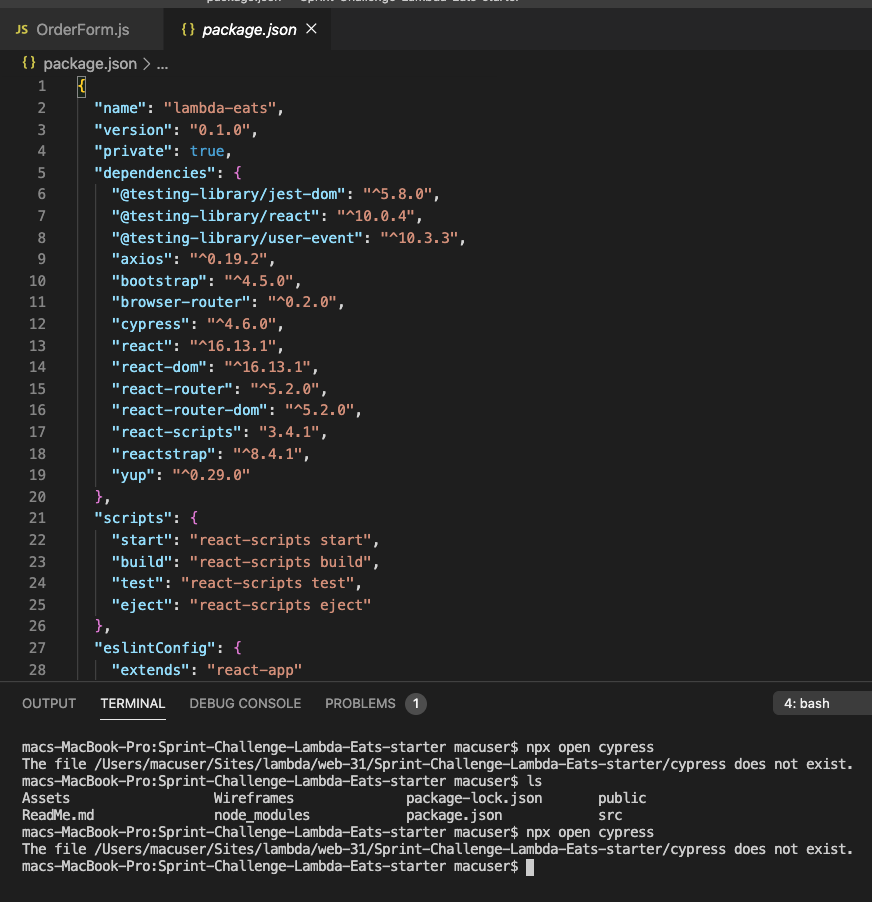 package.json — Sprint-Challenge-Lambda-Eats-starter
JS OrderForm.js
{} package.json ×
{} package.json > ...
1 {
2 "name": "lambda-eats",
3 "version": "0.1.0",
4 "private": true,
5 "dependencies": {
6 "@testing-library/jest-dom": "^5.8.0",
7 "@testing-library/react": "^10.0.4",
8 "@testing-library/user-event": "^10.3.3",
9 "axios": "^0.19.2",
10 "bootstrap": "^4.5.0",
11 "browser-router": "^0.2.0",
12 "cypress": "^4.6.0",
13 "react": "^16.13.1",
14 "react-dom": "^16.13.1",
15 "react-router": "^5.2.0",
16 "react-router-dom": "^5.2.0",
17 "react-scripts": "3.4.1",
18 "reactstrap": "^8.4.1",
19 "yup": "^0.29.0"
20 },
21 "scripts": {
22 "start": "react-scripts start",
23 "build": "react-scripts build",
24 "test": "react-scripts test",
25 "eject": "react-scripts eject"
26 },
27 "eslintConfig": {
28 "extends": "react-app"
OUTPUT TERMINAL DEBUG CONSOLE PROBLEMS 1 4: bash
macs-MacBook-Pro:Sprint-Challenge-Lambda-Eats-starter macuser$ npx open cypress
The file /Users/macuser/Sites/lambda/web-31/Sprint-Challenge-Lambda-Eats-starter/cypress does not exist.
macs-MacBook-Pro:Sprint-Challenge-Lambda-Eats-starter macuser$ ls
Assets Wireframes package-lock.json public
ReadMe.md node_modules package.json src
macs-MacBook-Pro:Sprint-Challenge-Lambda-Eats-starter macuser$ npx open cypress
The file /Users/macuser/Sites/lambda/web-31/Sprint-Challenge-Lambda-Eats-starter/cypress does not exist.
macs-MacBook-Pro:Sprint-Challenge-Lambda-Eats-starter macuser$